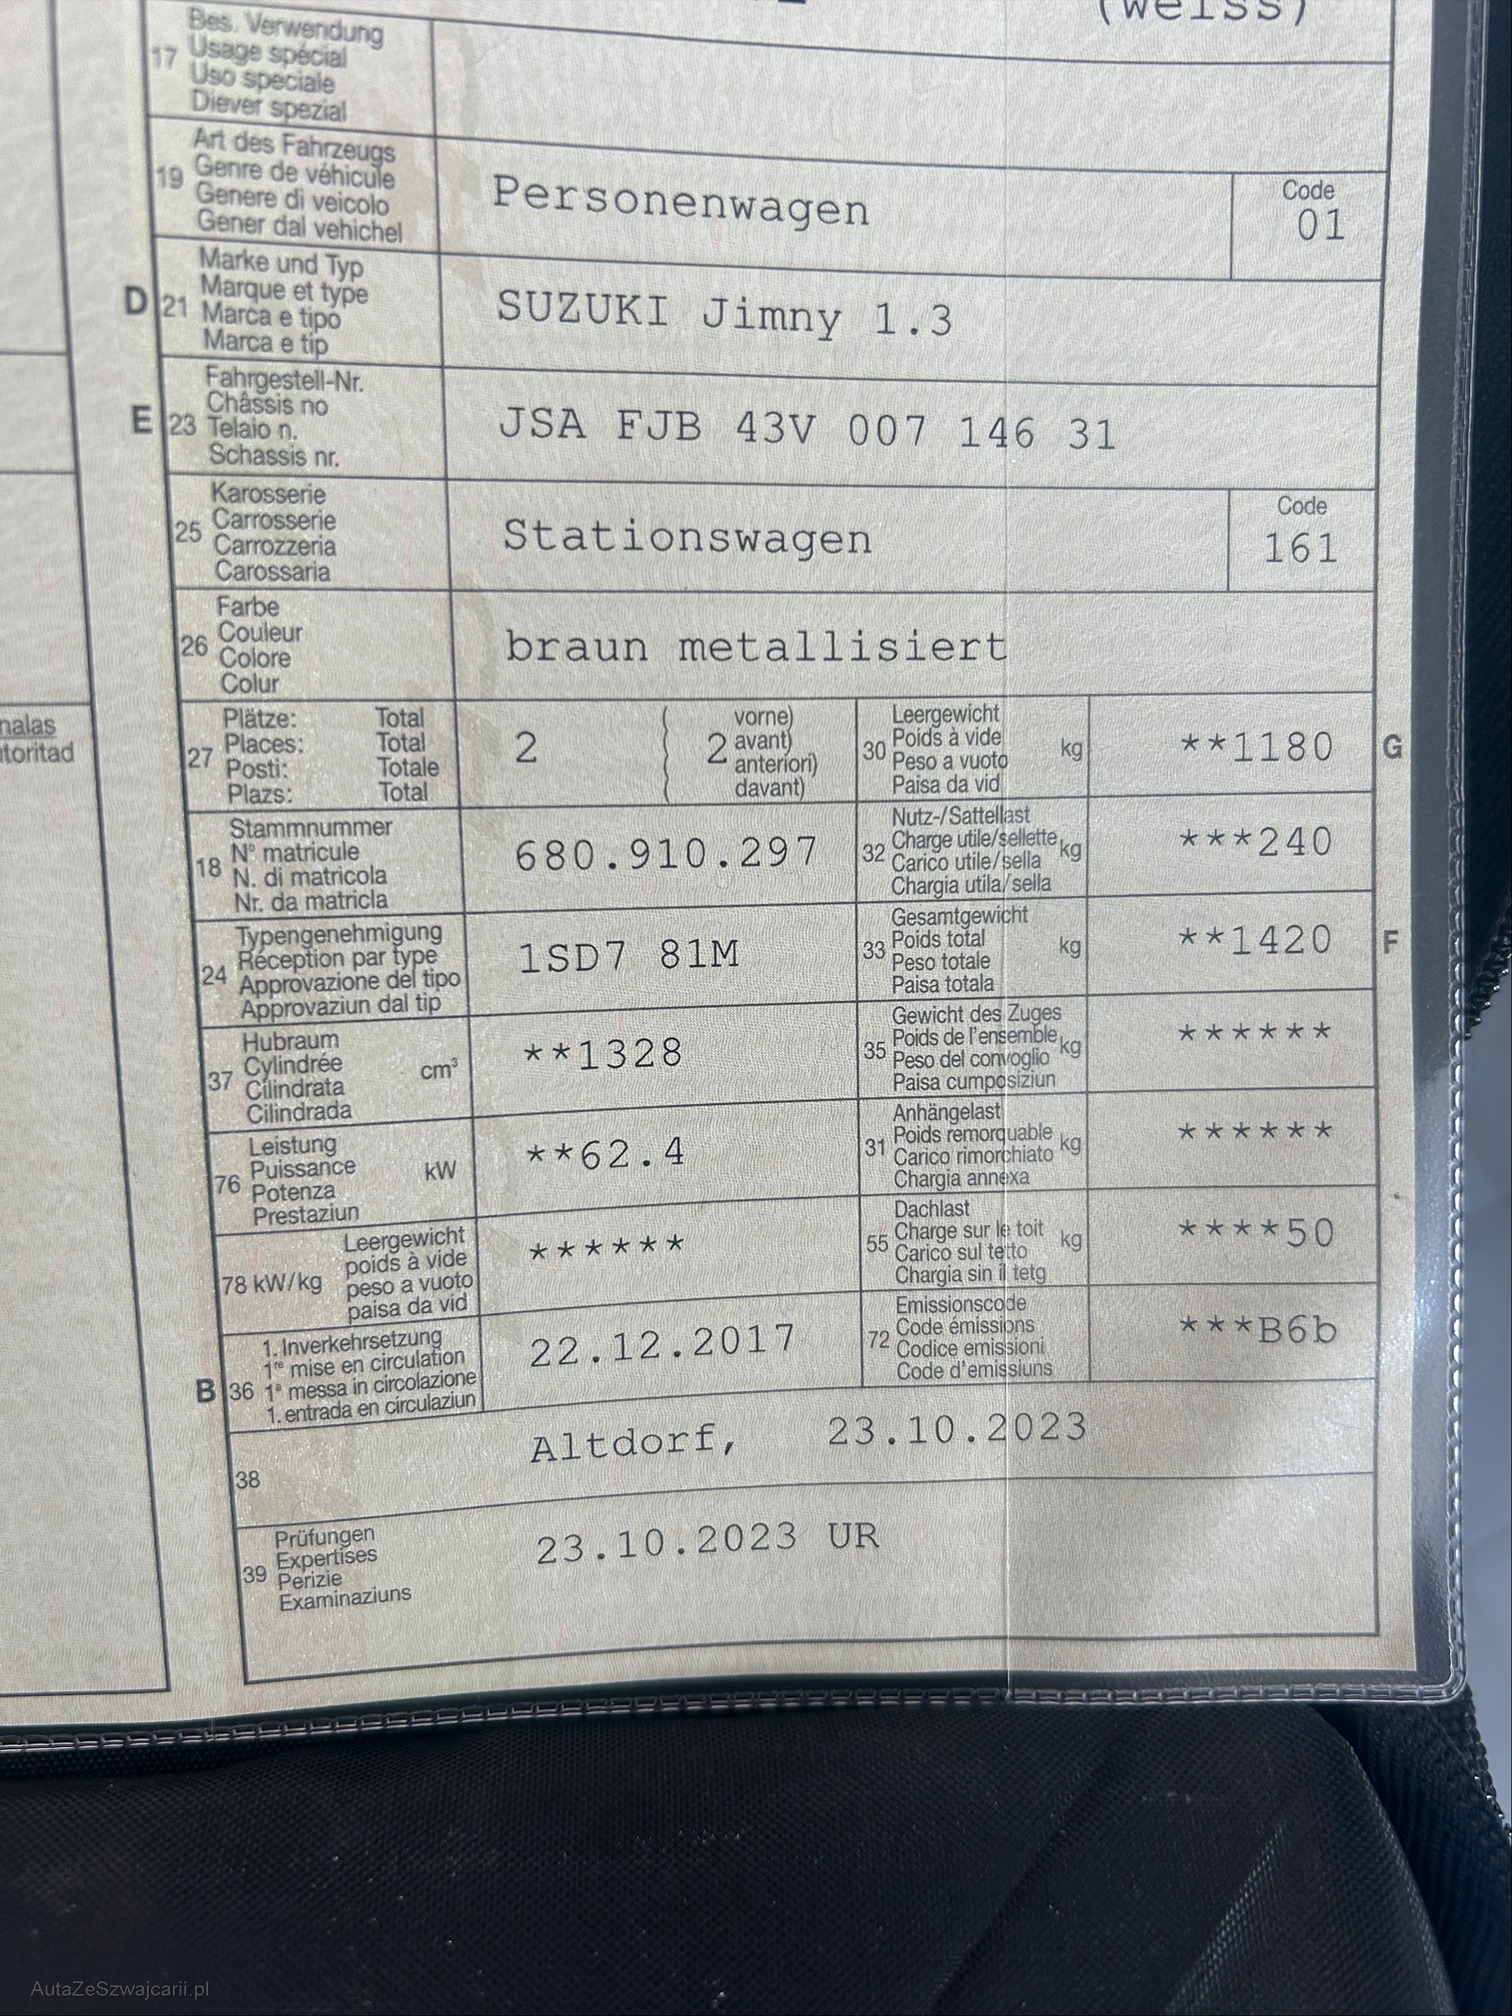 (weiss)
17 Bes. Verwendung
Usage spécial
Uso speciale
Diever spezial
19 Art des Fahrzeugs
Genre de véhicule
Genere di veicolo
Gener dal vehichel
Personenwagen
Code
01
D 21 Marke und Typ
Marque et type
Marca e tipo
Marca e tip
SUZUKI Jimny 1.3
E 23 Fahrgestell-Nr.
Châssis no
Telaio n.
Schassis nr.
JSA FJB 43V 007 146 31
25 Karosserie
Carrosserie
Carrozzeria
Carossaria
Stationswagen
Code
161
26 Farbe
Couleur
Colore
Colur
braun metallisiert
nalas
toritad
27 Plätze: Total
Places: Total
Posti: Totale
Plazs: Total
2 ( 2 vorne)
avant)
anteriori)
davant)
30 Leergewicht
Poids à vide
Peso a vuoto
Paisa da vid
kg **1180 G
18 Stammnummer
N° matricule
N. di matricola
Nr. da matricla
680.910.297
32 Nutz-/Sattellast
Charge utile/sellette
Carico utile/sella
Chargia utila/sella
kg ***240
24 Typengenehmigung
Réception par type
Approvazione del tipo
Approvaziun dal tip
1SD7 81M
33 Gesamtgewicht
Poids total
Peso totale
Paisa totala
kg **1420 F
37 Hubraum
Cylindrée
Cilindrata
Cilindrada
cm³ **1328
35 Gewicht des Zuges
Poids de l'ensemble
Peso del convoglio
Paisa cumposiziun
kg ******
76 Leistung
Puissance
Potenza
Prestaziun
kW **62.4
31 Anhängelast
Poids remorquable
Carico rimorchiato
Chargia annexa
kg ******
78 kW/kg Leergewicht
poids à vide
peso a vuoto
paisa da vid
******
55 Dachlast
Charge sur le toit
Carico sul tetto
Chargia sin il tetg
kg ****50
B 36 1. Inverkehrsetzung
1re mise en circulation
1a messa in circolazione
1. entrada en circulaziun
22.12.2017
72 Emissionscode
Code émissions
Codice emissioni
Code d'emissiuns
***B6b
38 Altdorf, 23.10.2023
39 Prüfungen
Expertises
Perizie
Examinaziuns
23.10.2023 UR
AutaZeSzwajcarii.pl